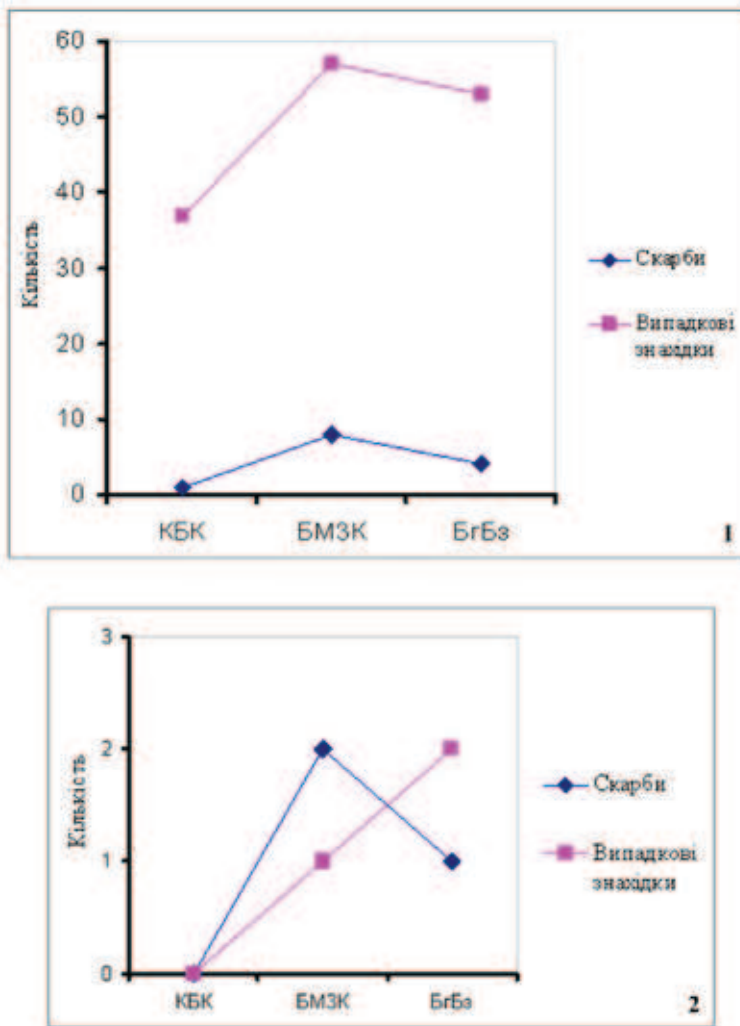 60
50
40
30
20
10
0
Кількість
КБК БМЗК БгБз
Скарби
Випадкові
знахідки
1
3
2
1
0
Кількість
КБК БМЗК БгБз
Скарби
Випадкові
знахідки
2